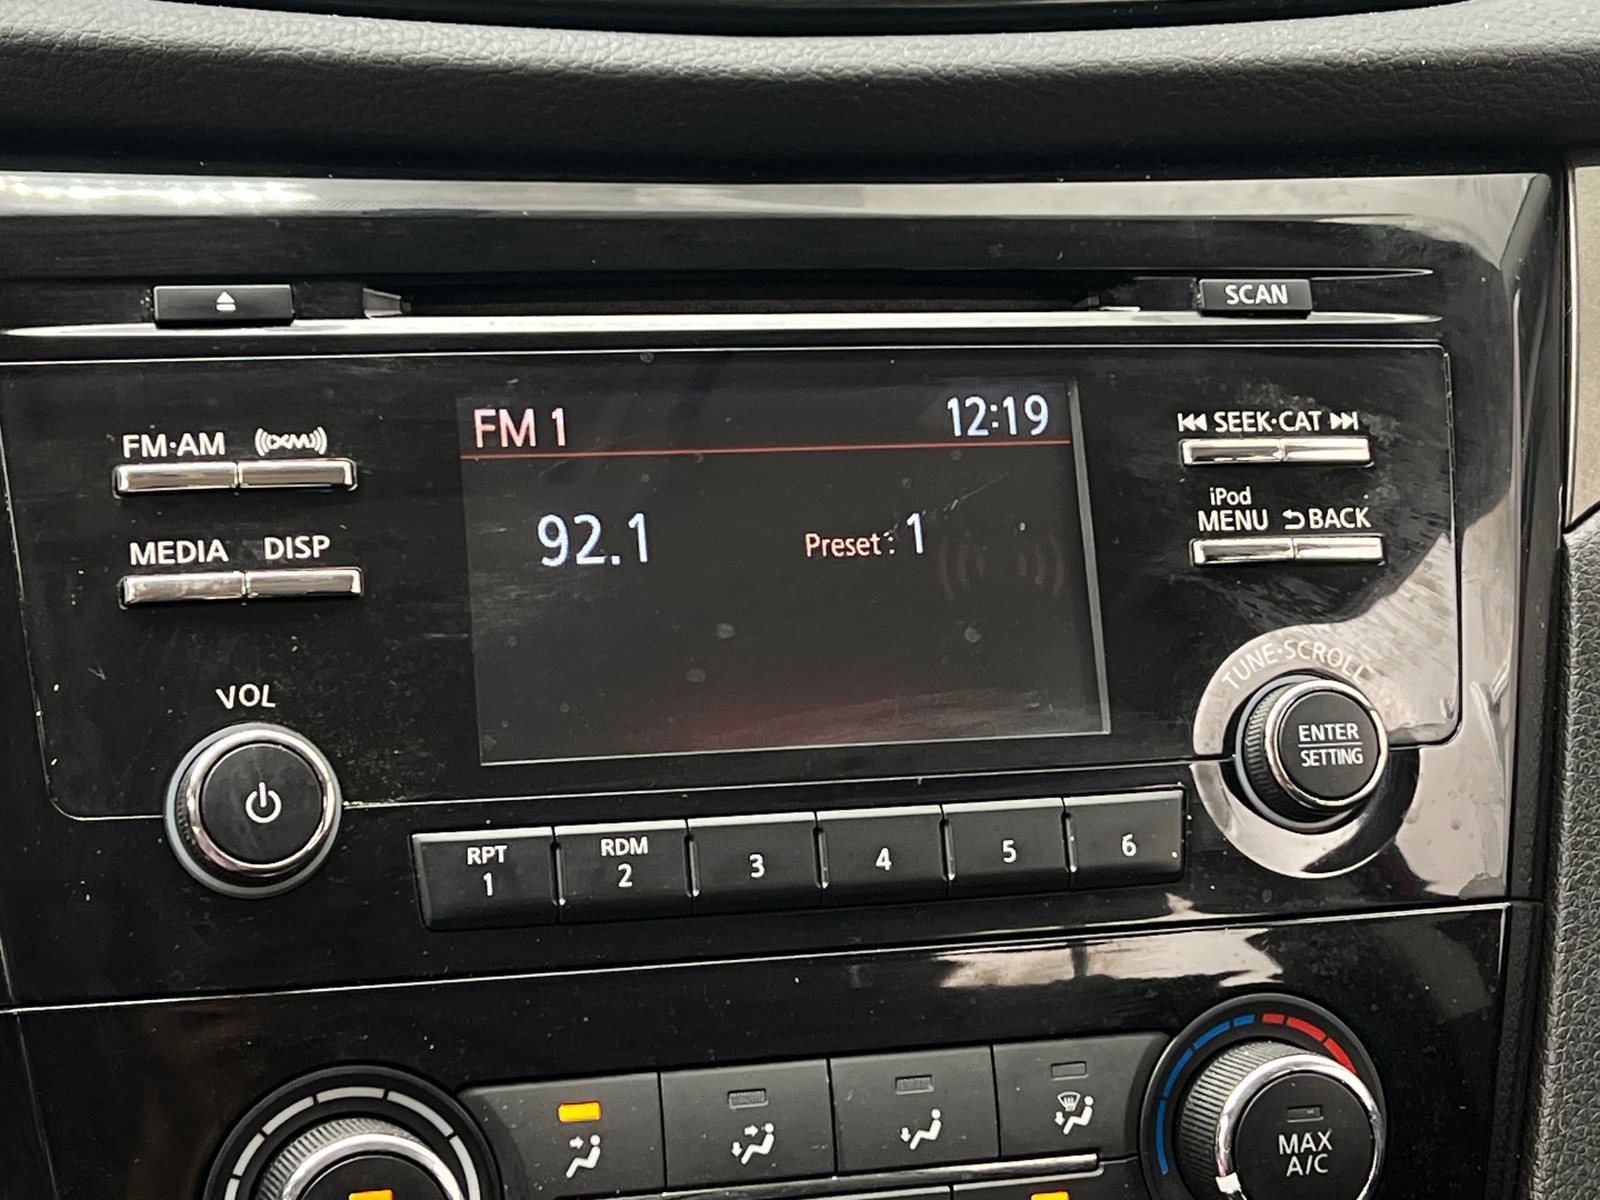 SCAN
FM·AM (((XM)))
MEDIA DISP
VOL
FM 1 12:19
92.1 Preset: 1
SEEK·CAT
iPod
MENU BACK
TUNE·SCROLL
ENTER
SETTING
RPT
1
RDM
2
3
4
5
6
MAX
A/C